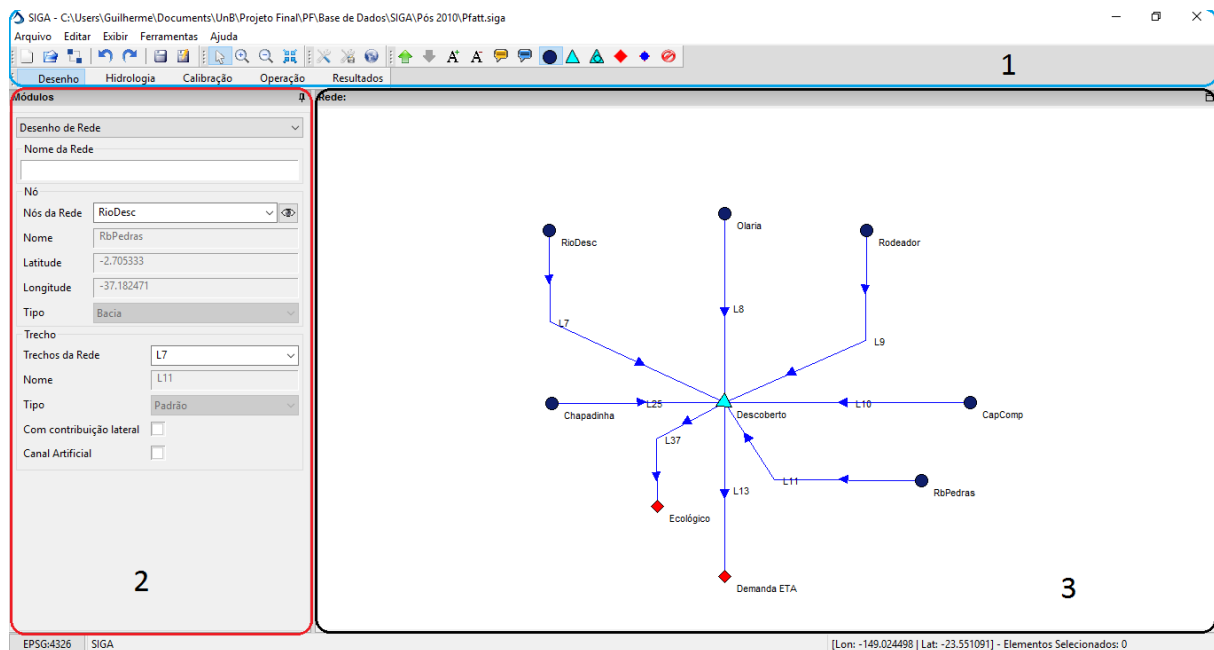 SIGA - C:\Users\Guilherme\Documents\UnB\Projeto Final\PF\Base de Dados\SIGA\Pós 2010\Pfatt.siga
Arquivo Editar Exibir Ferramentas Ajuda
1
Desenho Hidrologia Calibração Operação Resultados
Módulos
Desenho de Rede
Nome da Rede
Nó
Nós da Rede RioDesc
Nome RbPedras
Latitude -2.705333
Longitude -37.182471
Tipo Bacia
Trecho
Trechos da Rede L7
Nome L11
Tipo Padrão
Com contribuição lateral
Canal Artificial
2
Rede:
Olaria
RioDesc
Rodeador
L8
L7
L9
Chapadinha
L25
Descoberto
L10
CapComp
L37
L11
RbPedras
L13
Ecológico
Demanda ETA
3
EPSG:4326 SIGA
[Lon: -149.024498 | Lat: -23.551091] - Elementos Selecionados: 0